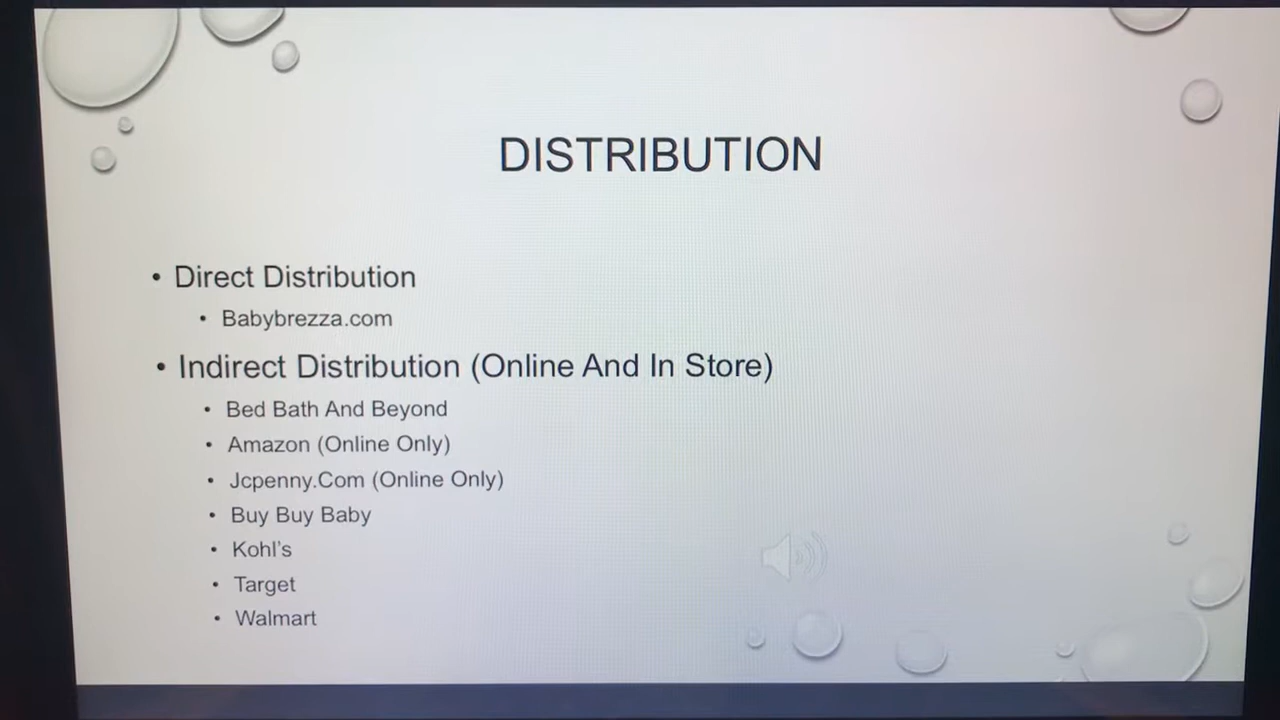 DISTRIBUTION
• Direct Distribution
• Babybrezza.com
• Indirect Distribution (Online And In Store)
• Bed Bath And Beyond
• Amazon (Online Only)
• Jcpenny.Com (Online Only)
• Buy Buy Baby
• Kohl's
• Target
• Walmart